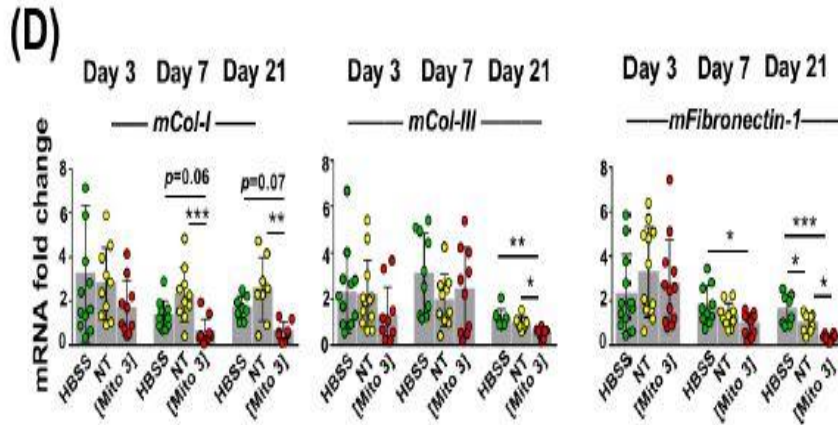 (D)
Day 3 Day 7 Day 21 Day 3 Day 7 Day 21 Day 3 Day 7 Day 21
mCol-I mCol-III mFibronectin-1
mRNA fold change
8 8 8
p=0.06 p=0.07
6 6 6
*** ** ** * * *** * *
4 4 4
2 2 2
0 0 0
HBSS NT [Mito 3] HBSS NT [Mito 3] HBSS NT [Mito 3] HBSS NT [Mito 3] HBSS NT [Mito 3] HBSS NT [Mito 3] HBSS NT [Mito 3] HBSS NT [Mito 3] HBSS NT [Mito 3]